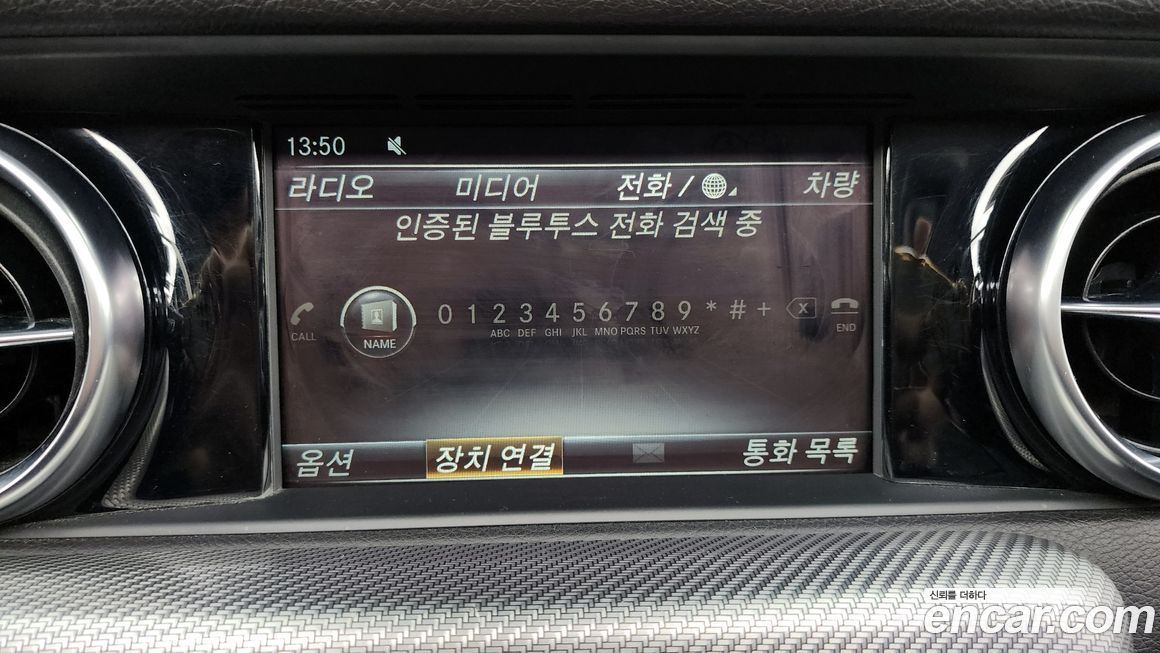 13:50
라디오 미디어 전화 / 차량
인증된 블루투스 전화 검색 중
CALL NAME 0 1 2 3 4 5 6 7 8 9 * # + END
ABC DEF GHI JKL MNO PQRS TUV WXYZ
옵션 장치 연결 통화 목록
신뢰를 더하다
encar.com